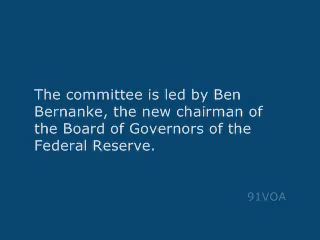 The committee is led by Ben
Bernanke, the new chairman of
the Board of Governors of the
Federal Reserve.
91VOA